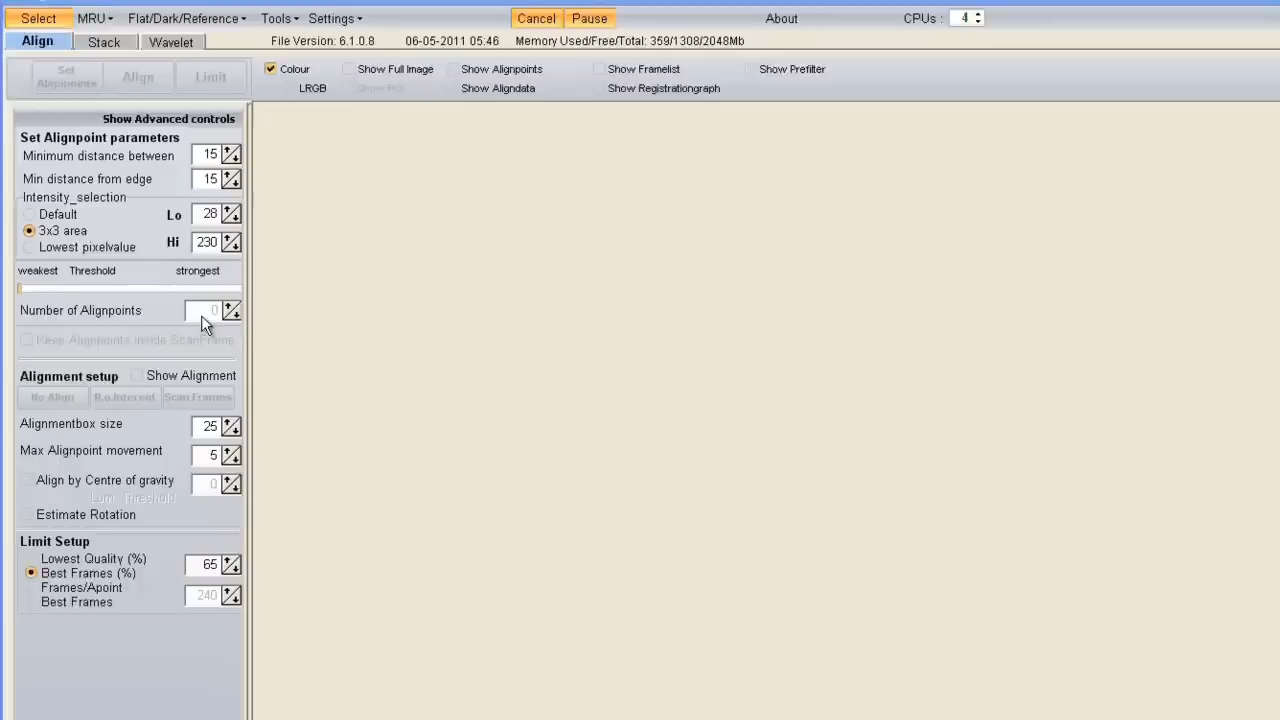 Select MRU Flat/Dark/Reference Tools Settings Cancel Pause About CPUs: 4
Align Stack Wavelet File Version: 6.1.0.8 06-05-2011 05:46 Memory Used/Free/Total: 359/1308/2048Mb
Set Alignpoints Align Limit
Colour Show Full Image Show Alignpoints Show Framelist Show Prefilter
LRGB Show ROI Show Aligndata Show Registrationgraph
Show Advanced controls
Set Alignpoint parameters
Minimum distance between 15
Min distance from edge 15
Intensity_selection
Default Lo 28
3x3 area
Lowest pixelvalue Hi 230
weakest Threshold strongest
Number of Alignpoints 0
Keep Alignpoints inside ScanFrame
Alignment setup Show Alignment
No Align R.o.Interest Scan Frames
Alignmentbox size 25
Max Alignpoint movement 5
Align by Centre of gravity 0
Lum. Threshold
Estimate Rotation
Limit Setup
Lowest Quality (%)
Best Frames (%) 65
Frames/Apoint
Best Frames 240